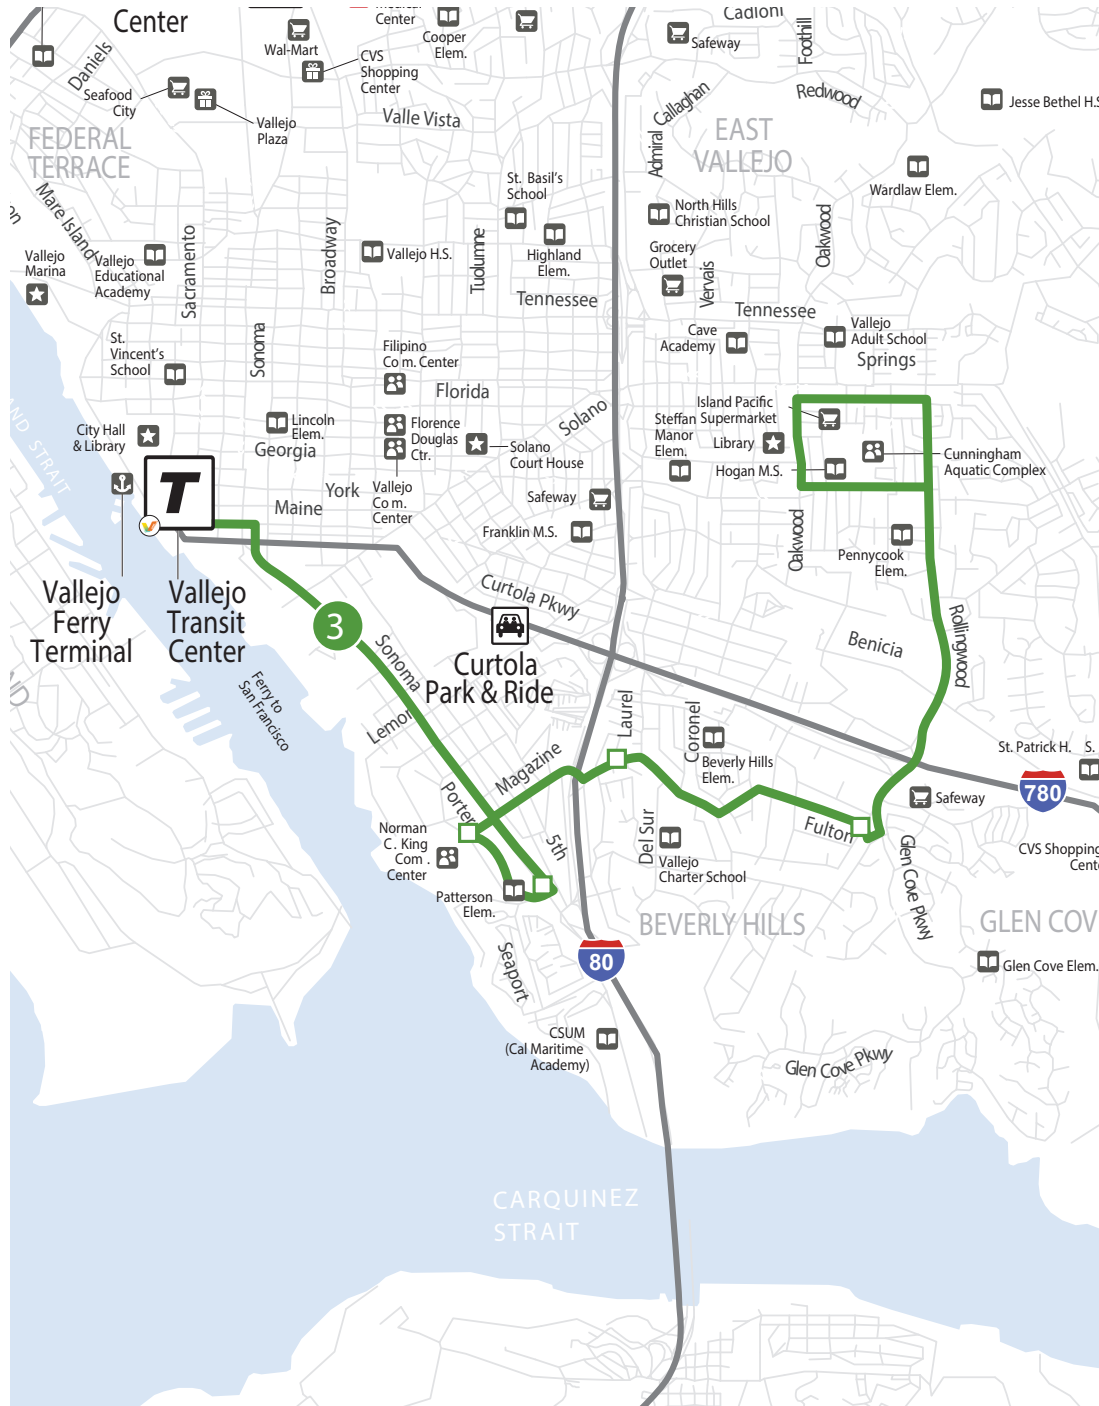 Center
Medical
Center
Cooper
Elem.
Wal-Mart
CVS
Shopping
Center
Cadloni
Safeway
Foothill
Daniels
Seafood
City
Vallejo
Plaza
Valle Vista
Callaghan
Admiral
Redwood
Jesse Bethel H.S
FEDERAL
TERRACE
EAST
VALLEJO
Wardlaw Elem.
Mare Island
St. Basil's
School
North Hills
Christian School
Oakwood
Vallejo
Marina
Vallejo
Educational
Academy
Sacramento
Broadway
Vallejo H.S.
Tuolumne
Highland
Elem.
Grocery
Outlet
Vervais
Tennessee
Tennessee
St.
Vincent's
School
Sonoma
Filipino
Com. Center
Cave
Academy
Vallejo
Adult School
Springs
Florida
Solano
Island Pacific
Supermarket
Steffan
Manor
Elem.
Library
Hogan M.S.
Cunningham
Aquatic Complex
City Hall
& Library
Lincoln
Elem.
Georgia
Florence
Douglas
Ctr.
Solano
Court House
AND STRAIT
T
York
Maine
Vallejo
Com.
Center
Safeway
Franklin M.S.
Oakwood
Pennycook
Elem.
Vallejo
Ferry
Terminal
Vallejo
Transit
Center
3
Curtola Pkwy
Curtola
Park & Ride
Benicia
Rollingwood
Sonoma
Lemon
Ferry to
San Francisco
Laurel
Coronel
Beverly Hills
Elem.
Magazine
Porter
St. Patrick H. S.
780
Safeway
Norman
C. King
Com.
Center
5th
Del Sur
Vallejo
Charter School
Fulton
Glen Cove Pkwy
CVS Shopping
Cente
Patterson
Elem.
BEVERLY HILLS
GLEN COV
80
Seaport
Glen Cove Elem.
CSUM
(Cal Maritime
Academy)
Glen Cove Pkwy
CARQUINEZ
STRAIT